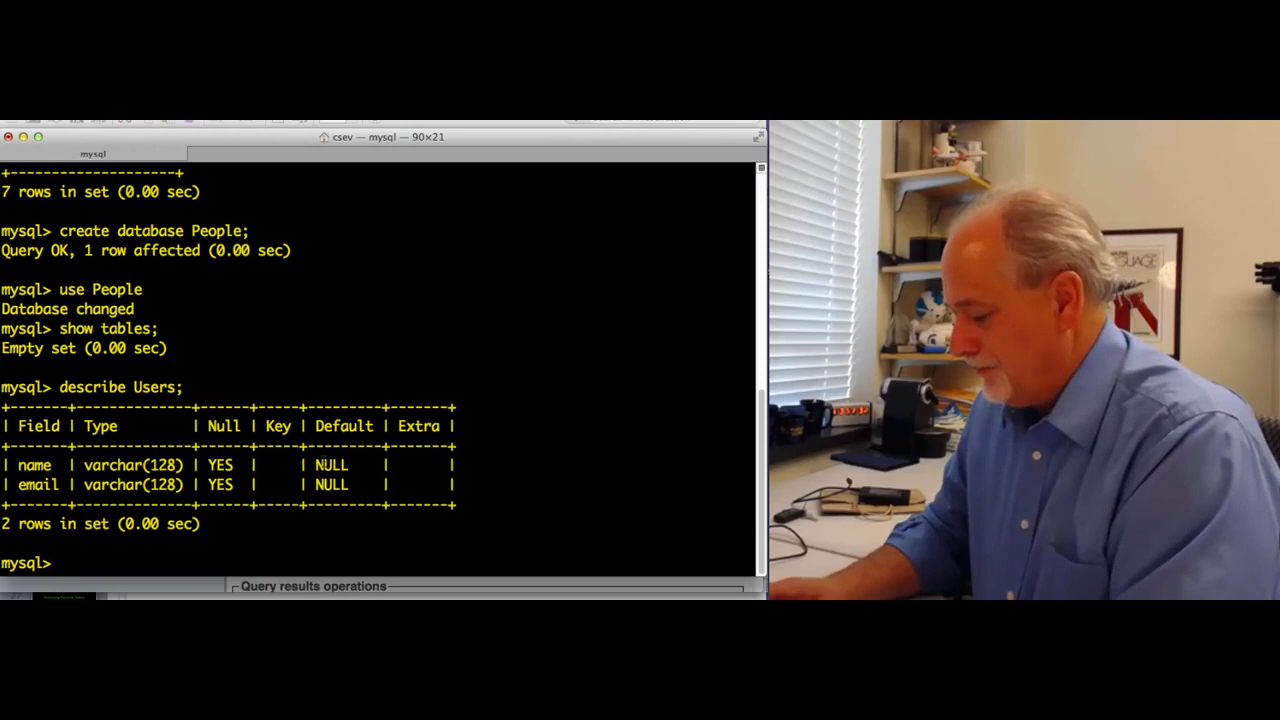 csev — mysql — 90×21
mysql
+--------------------+
7 rows in set (0.00 sec)
mysql> create database People;
Query OK, 1 row affected (0.00 sec)
mysql> use People
Database changed
mysql> show tables;
Empty set (0.00 sec)
mysql> describe Users;
+-------+--------------+------+-----+---------+-------+
| Field | Type         | Null | Key | Default | Extra |
+-------+--------------+------+-----+---------+-------+
| name  | varchar(128) | YES  |     | NULL    |       |
| email | varchar(128) | YES  |     | NULL    |       |
+-------+--------------+------+-----+---------+-------+
2 rows in set (0.00 sec)
mysql>
Query results operations